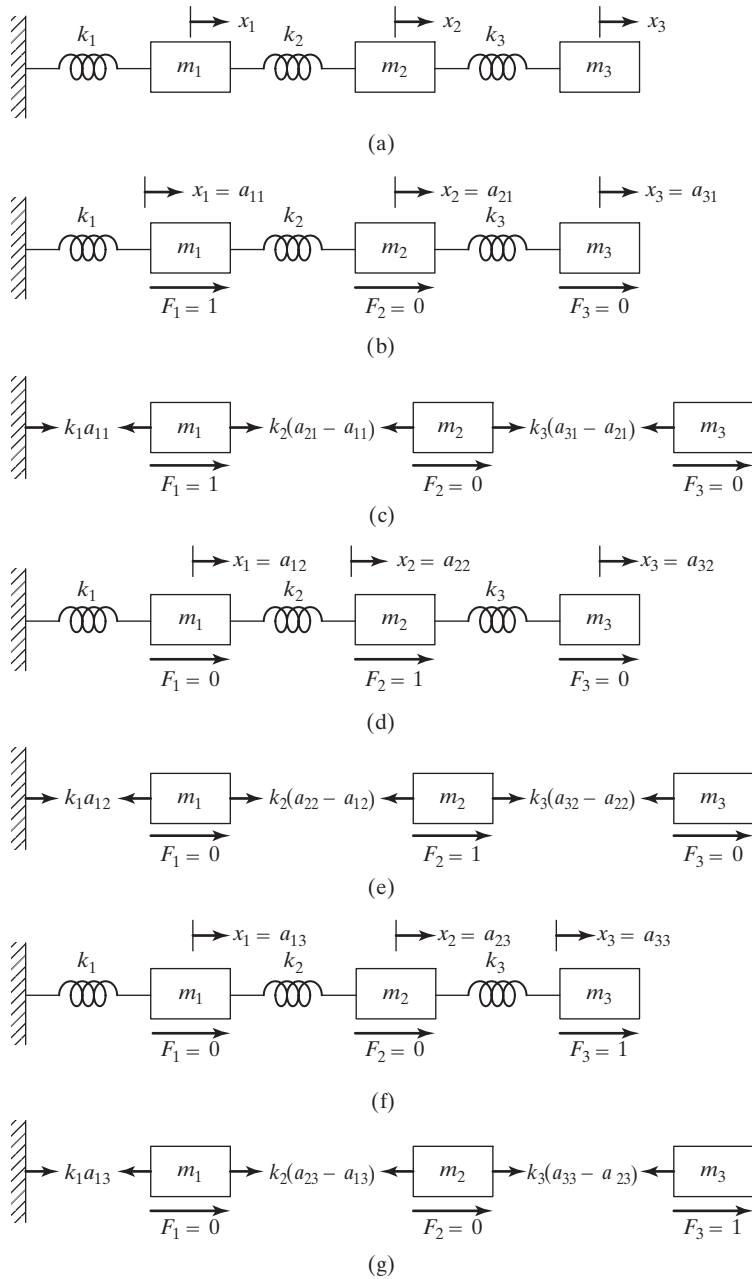 x₁ x₂ x₃
k₁ k₂ k₃
m₁ m₂ m₃
(a)
x₁ = a₁₁ x₂ = a₂₁ x₃ = a₃₁
k₁ k₂ k₃
m₁ m₂ m₃
F₁ = 1 F₂ = 0 F₃ = 0
(b)
k₁a₁₁ m₁ k₂(a₂₁ − a₁₁) m₂ k₃(a₃₁ − a₂₁) m₃
F₁ = 1 F₂ = 0 F₃ = 0
(c)
x₁ = a₁₂ x₂ = a₂₂ x₃ = a₃₂
k₁ k₂ k₃
m₁ m₂ m₃
F₁ = 0 F₂ = 1 F₃ = 0
(d)
k₁a₁₂ m₁ k₂(a₂₂ − a₁₂) m₂ k₃(a₃₂ − a₂₂) m₃
F₁ = 0 F₂ = 1 F₃ = 0
(e)
x₁ = a₁₃ x₂ = a₂₃ x₃ = a₃₃
k₁ k₂ k₃
m₁ m₂ m₃
F₁ = 0 F₂ = 0 F₃ = 1
(f)
k₁a₁₃ m₁ k₂(a₂₃ − a₁₃) m₂ k₃(a₃₃ − a₂₃) m₃
F₁ = 0 F₂ = 0 F₃ = 1
(g)